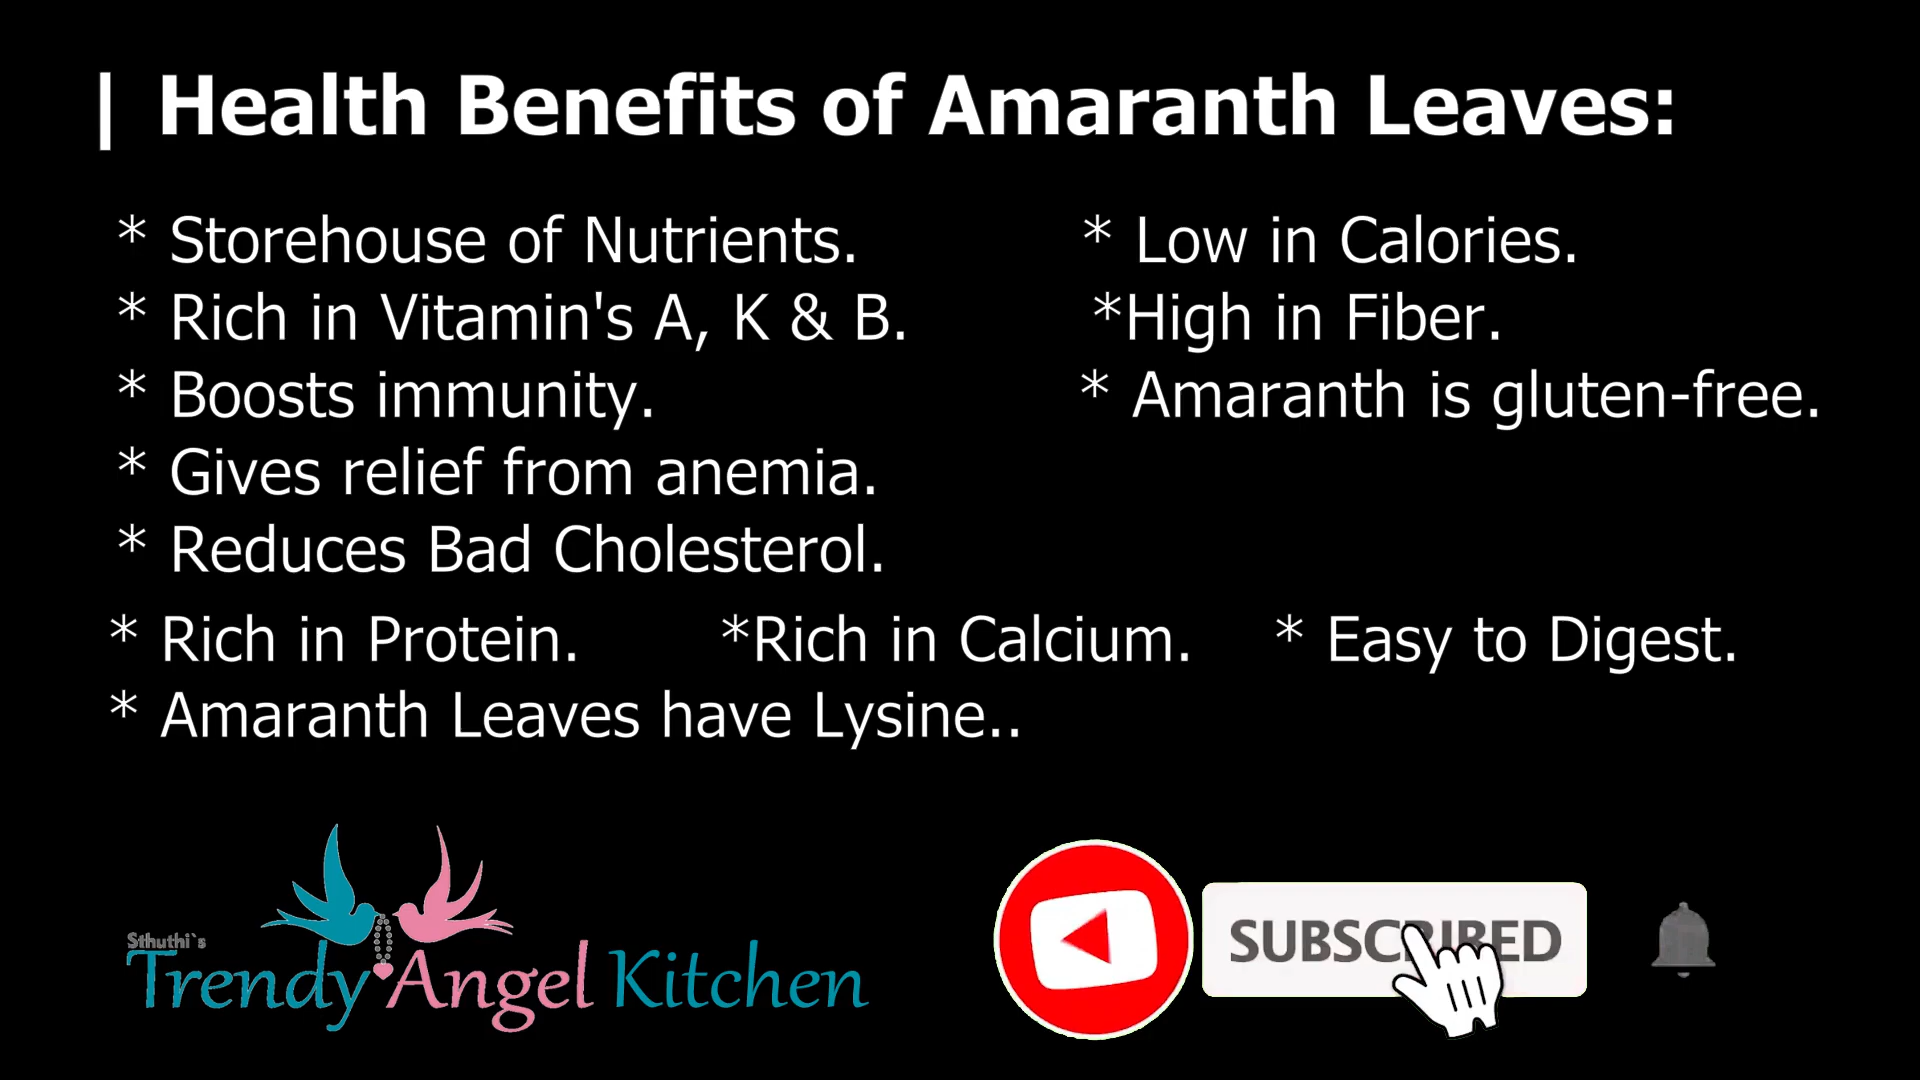 | Health Benefits of Amaranth Leaves:
* Storehouse of Nutrients. * Low in Calories.
* Rich in Vitamin's A, K & B. *High in Fiber.
* Boosts immunity. * Amaranth is gluten-free.
* Gives relief from anemia.
* Reduces Bad Cholesterol.
* Rich in Protein. *Rich in Calcium. * Easy to Digest.
* Amaranth Leaves have Lysine..
Sthuthi`s
Trendy Angel Kitchen
SUBSCRIBED